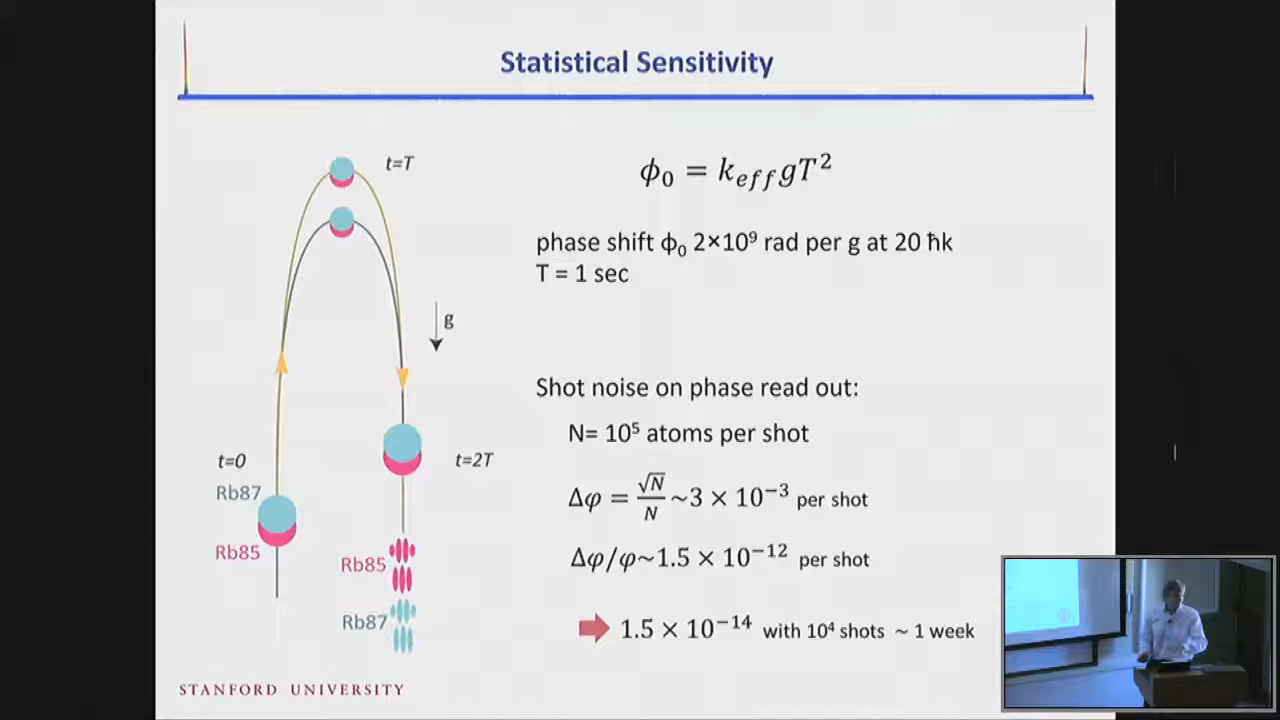 Statistical Sensitivity
t=T
ϕ₀ = k_eff gT²
phase shift ϕ₀ 2×10⁹ rad per g at 20 ħk
T = 1 sec
g
Shot noise on phase read out:
N= 10⁵ atoms per shot
t=0
t=2T
Rb87
Δφ = √N/N ~3 × 10⁻³ per shot
Rb85
Rb85
Δφ/φ~1.5 × 10⁻¹² per shot
Rb87
1.5 × 10⁻¹⁴ with 10⁴ shots ~ 1 week
STANFORD UNIVERSITY